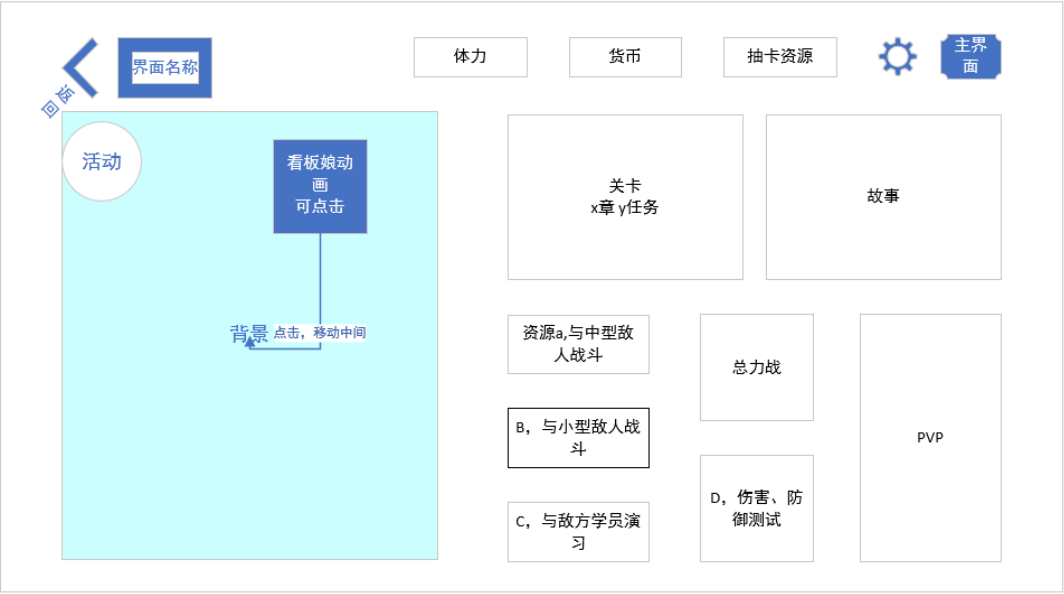 界面名称
体力
货币
抽卡资源
主界
面
返
回
活动
看板娘动
画
可点击
背景
点击，移动中间
关卡
x章 y任务
故事
资源a,与中型敌
人战斗
B，与小型敌人战
斗
C，与敌方学员演
习
总力战
D，伤害、防
御测试
PVP